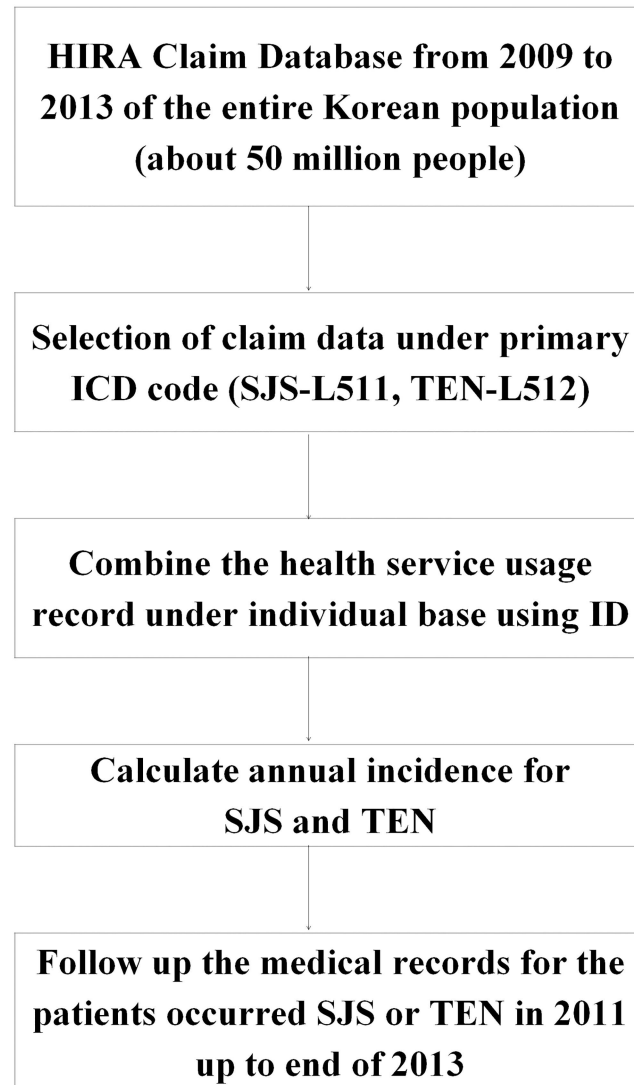 HIRA Claim Database from 2009 to
2013 of the entire Korean population
(about 50 million people)
Selection of claim data under primary
ICD code (SJS-L511, TEN-L512)
Combine the health service usage
record under individual base using ID
Calculate annual incidence for
SJS and TEN
Follow up the medical records for the
patients occurred SJS or TEN in 2011
up to end of 2013